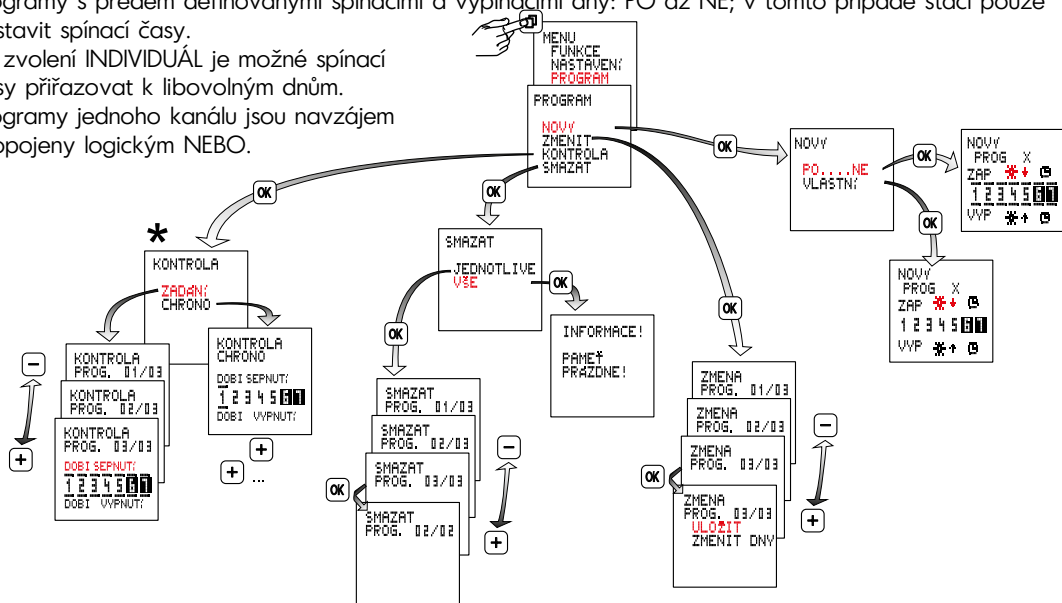 ogramy s předem definovanými spínacími a vypínacími dny: PO až NE; v tomto případě stačí pouze
stavit spínací časy.
zvolení INDIVIDUÁL je možné spínací
sy přiřazovat k libovolným dnům.
ogramy jednoho kanálu jsou navzájem
opojeny logickým NEBO.
MENU
FUNKCE
NASTAVENÍ
PROGRAM
PROGRAM
NOVÝ
ZMENIT
KONTROLA
SMAZAT
OK
OK
OK
OK
NOVÝ
PO....NE
VLASTNÍ
OK
OK
NOVÝ
PROG X
ZAP
1 2 3 4 5 6 7
VYP
NOVÝ
PROG X
ZAP
1 2 3 4 5 6 7
VYP
*
KONTROLA
ZADÁNÍ
CHRONO
KONTROLA
PROG. 01/03
KONTROLA
PROG. 02/03
KONTROLA
PROG. 03/03
DOBI SEPNUTÍ
1 2 3 4 5 6 7
DOBI VYPNUTÍ
−
+
KONTROLA
CHRONO
DOBI SEPNUTÍ
1 2 3 4 5 6 7
DOBI VYPNUTÍ
+
+ ...
SMAZAT
JEDNOTLIVE
VŠE
OK
OK
INFORMACE!
PAMEŤ
PRÁZDNE!
SMAZAT
PROG. 01/03
SMAZAT
PROG. 02/03
SMAZAT
PROG. 03/03
OK
SMAZAT
PROG. 02/02
−
+
ZMENA
PROG. 01/03
ZMENA
PROG. 02/03
ZMENA
PROG. 03/03
OK
ZMENA
PROG. 03/03
ULOŽIT
ZMENIT DNY
−
+